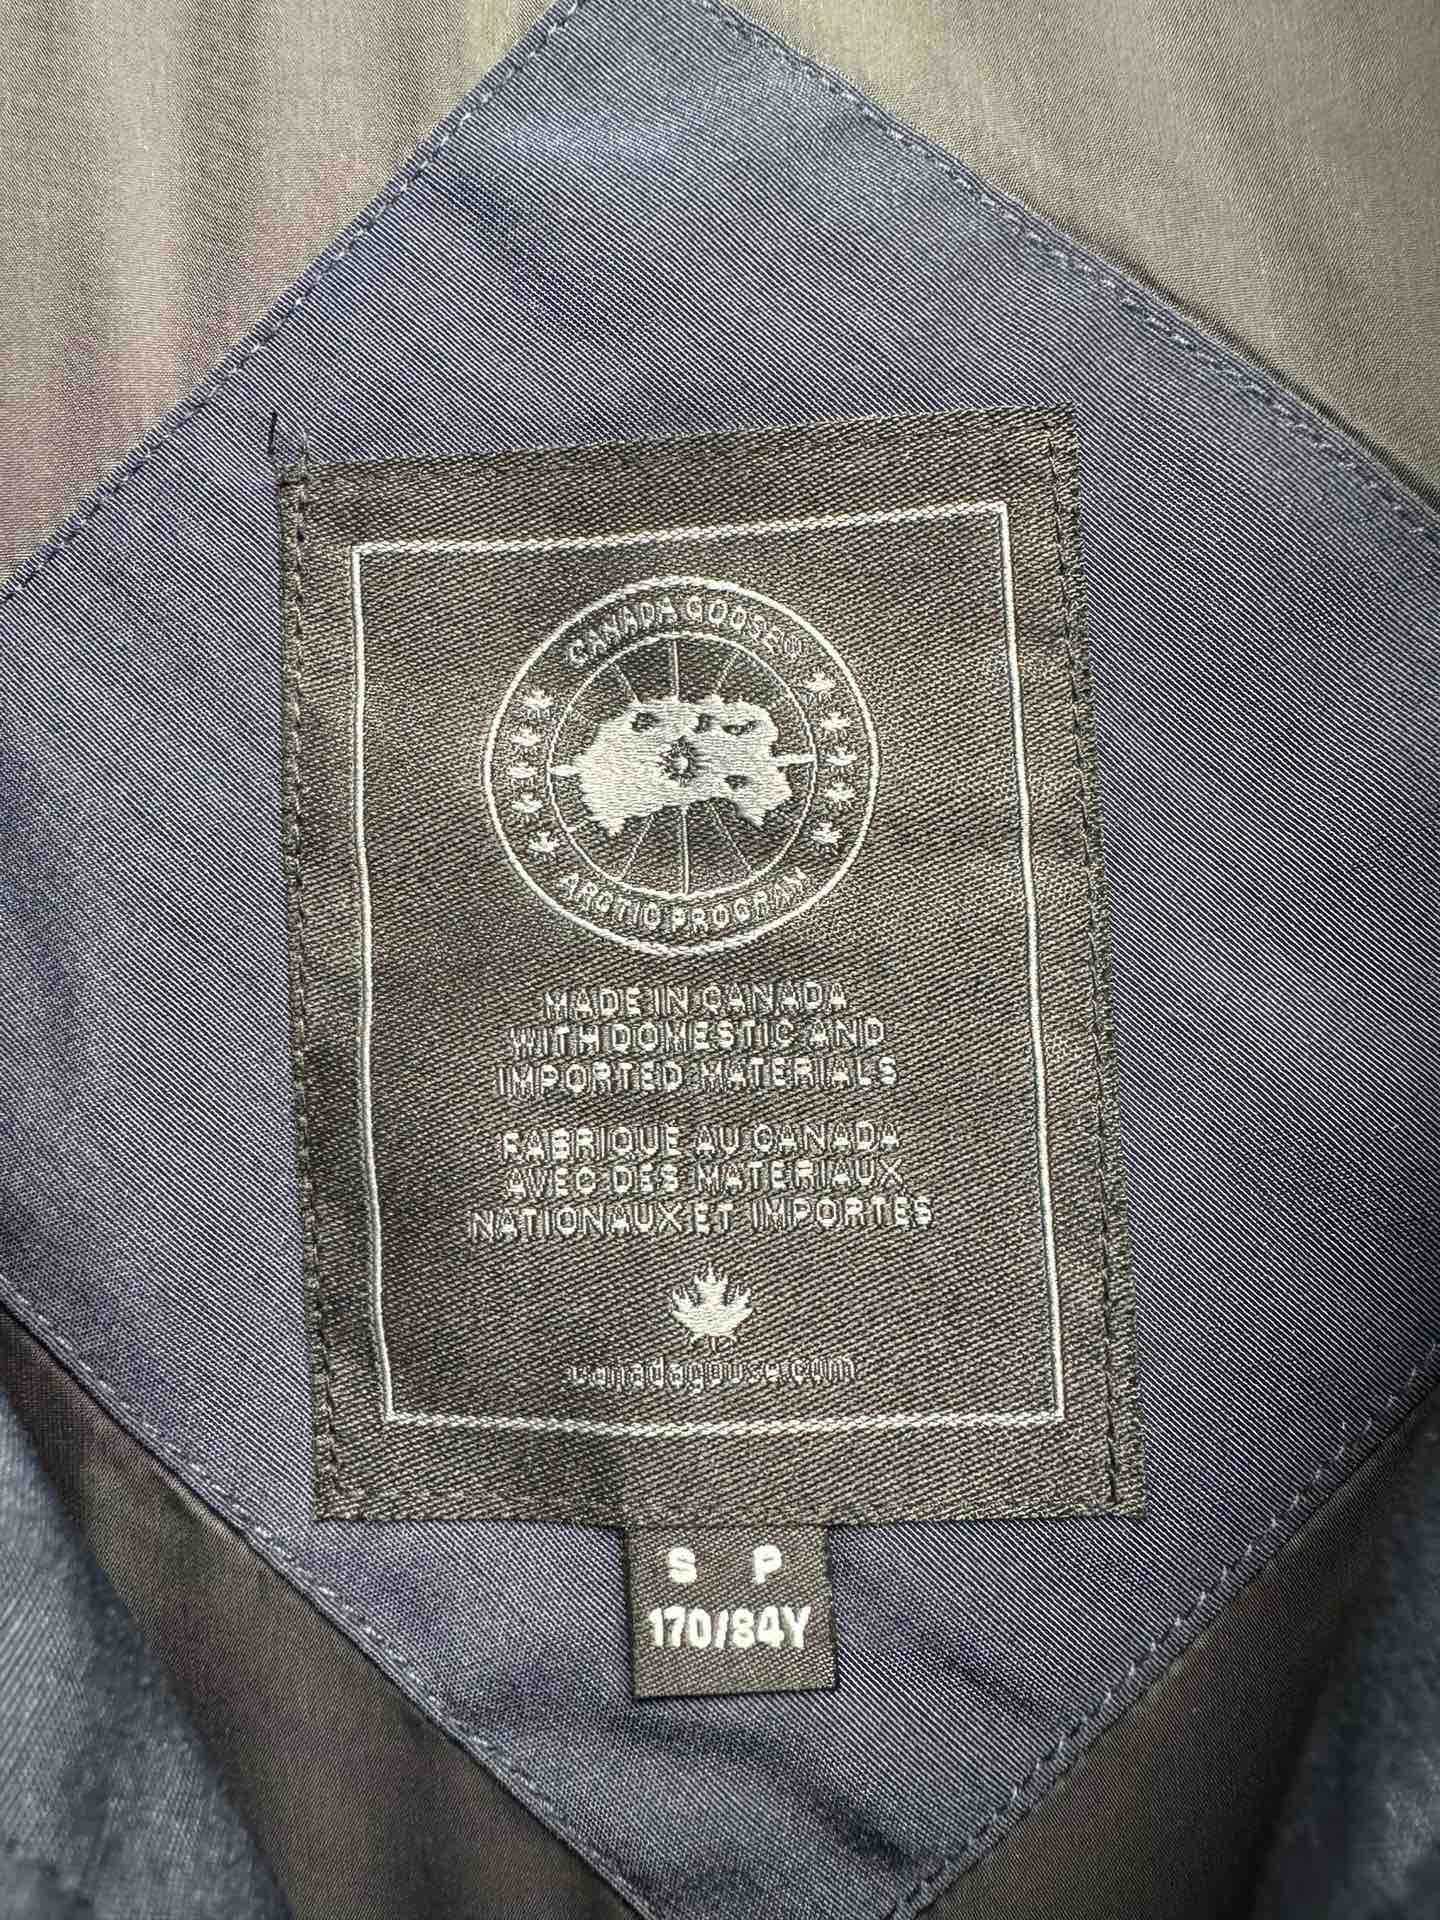 CANADA GOOSE®
ARCTIC PROGRAM
MADE IN CANADA
WITH DOMESTIC AND
IMPORTED MATERIALS
FABRIQUE AU CANADA
AVEC DES MATERIAUX
NATIONAUX ET IMPORTES
canadagoose.com
S P
170/84Y